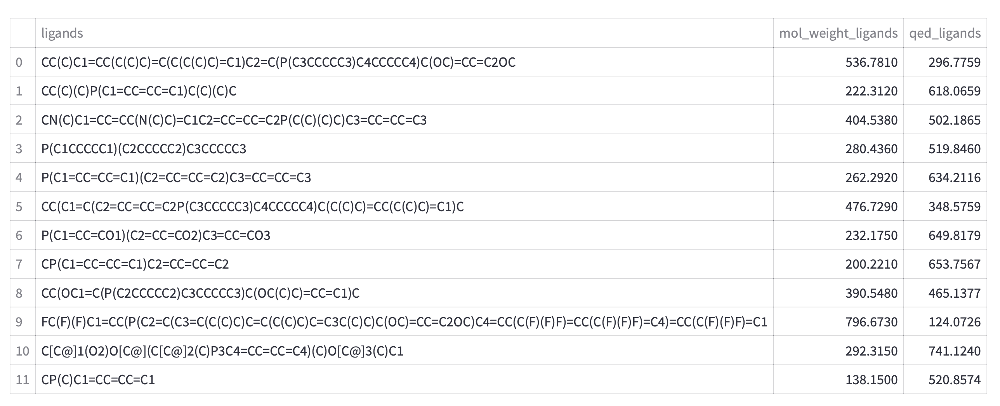 ligands mol_weight_ligands qed_ligands
0 CC(C)C1=CC(C(C)C)=C(C(C(C)C)=C1)C2=C(P(C3CCCCC3)C4CCCCC4)C(OC)=CC=C2OC 536.7810 296.7759
1 CC(C)(C)P(C1=CC=CC=C1)C(C)(C)C 222.3120 618.0659
2 CN(C)C1=CC=CC(N(C)C)=C1C2=CC=CC=C2P(C(C)(C)C)C3=CC=CC=C3 404.5380 502.1865
3 P(C1CCCCC1)(C2CCCCC2)C3CCCCC3 280.4360 519.8460
4 P(C1=CC=CC=C1)(C2=CC=CC=C2)C3=CC=CC=C3 262.2920 634.2116
5 CC(C1=C(C2=CC=CC=C2P(C3CCCCC3)C4CCCCC4)C(C(C)C)=CC(C(C)C)=C1)C 476.7290 348.5759
6 P(C1=CC=CO1)(C2=CC=CO2)C3=CC=CO3 232.1750 649.8179
7 CP(C1=CC=CC=C1)C2=CC=CC=C2 200.2210 653.7567
8 CC(OC1=C(P(C2CCCCC2)C3CCCCC3)C(OC(C)C)=CC=C1)C 390.5480 465.1377
9 FC(F)(F)C1=CC(P(C2=C(C3=C(C(C)C)C=C(C(C)C)C=C3C(C)C)C(OC)=CC=C2OC)C4=CC(C(F)(F)F)=CC(C(F)(F)F)=C4)=CC(C(F)(F)F)=C1 796.6730 124.0726
10 C[C@]1(O2)O[C@](C[C@]2(C)P3C4=CC=CC=C4)(C)O[C@]3(C)C1 292.3150 741.1240
11 CP(C)C1=CC=CC=C1 138.1500 520.8574